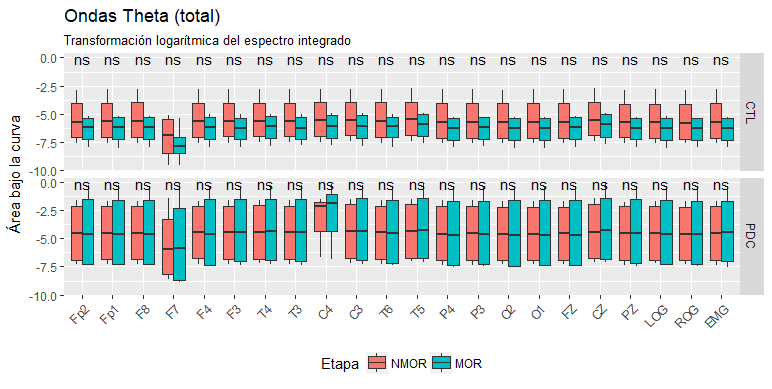 Ondas Theta (total)
Transformación logarítmica del espectro integrado
Área bajo la curva
0.0
-2.5
-5.0
-7.5
-10.0
ns ns ns ns ns ns ns ns ns ns ns ns ns ns ns ns ns ns ns ns ns ns
CTL
0.0
-2.5
-5.0
-7.5
-10.0
ns ns ns ns ns ns ns ns ns ns ns ns ns ns ns ns ns ns ns ns ns ns
PDC
Fp2 Fp1 F8 F7 F4 F3 T4 T3 C4 C3 T6 T5 P4 P3 O2 O1 FZ CZ PZ LOG ROG EMG
Etapa NMOR MOR